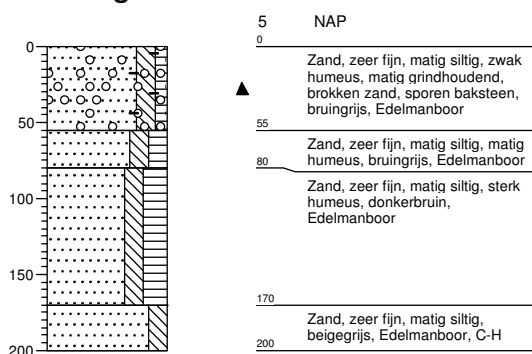 5 NAP
0
0
Zand, zeer fijn, matig siltig, zwak
humeus, matig grindhoudend,
brokken zand, sporen baksteen,
bruingrijs, Edelmanboor
50
55
Zand, zeer fijn, matig siltig, matig
humeus, bruingrijs, Edelmanboor
80
Zand, zeer fijn, matig siltig, sterk
humeus, donkerbruin,
Edelmanboor
100
150
170
Zand, zeer fijn, matig siltig,
beigegrijs, Edelmanboor, C-H
200
200